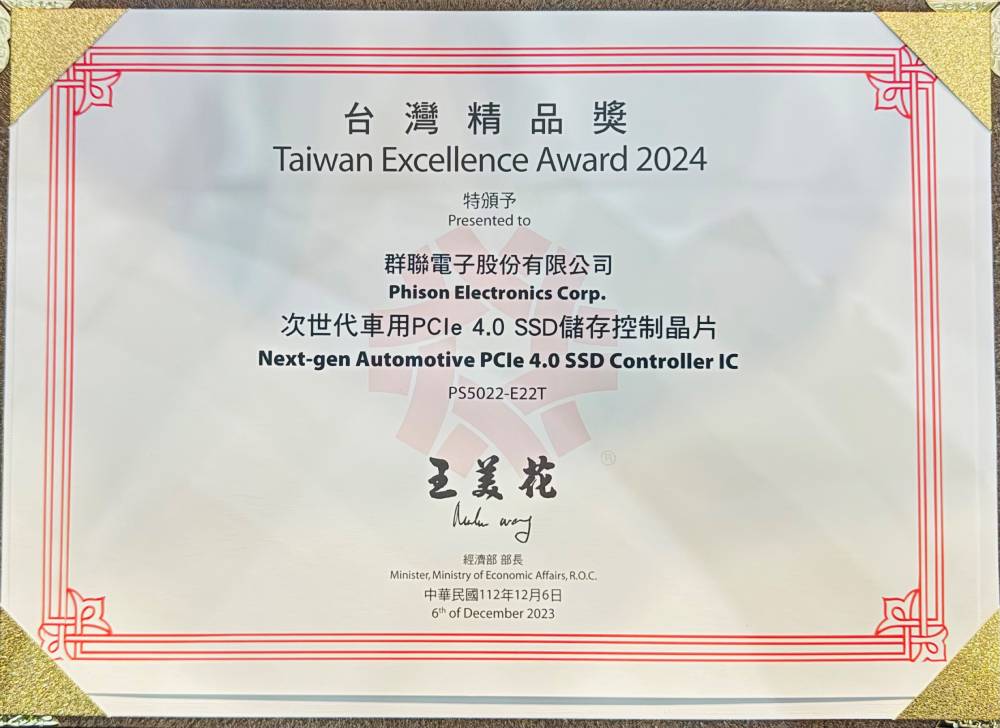 台灣精品獎
Taiwan Excellence Award 2024
特頒予
Presented to
群聯電子股份有限公司
Phison Electronics Corp.
次世代車用PCIe 4.0 SSD儲存控制晶片
Next-gen Automotive PCIe 4.0 SSD Controller IC
PS5022-E22T
®
王美花
經濟部 部長
Minister, Ministry of Economic Affairs, R.O.C.
中華民國112年12月6日
6th of December 2023